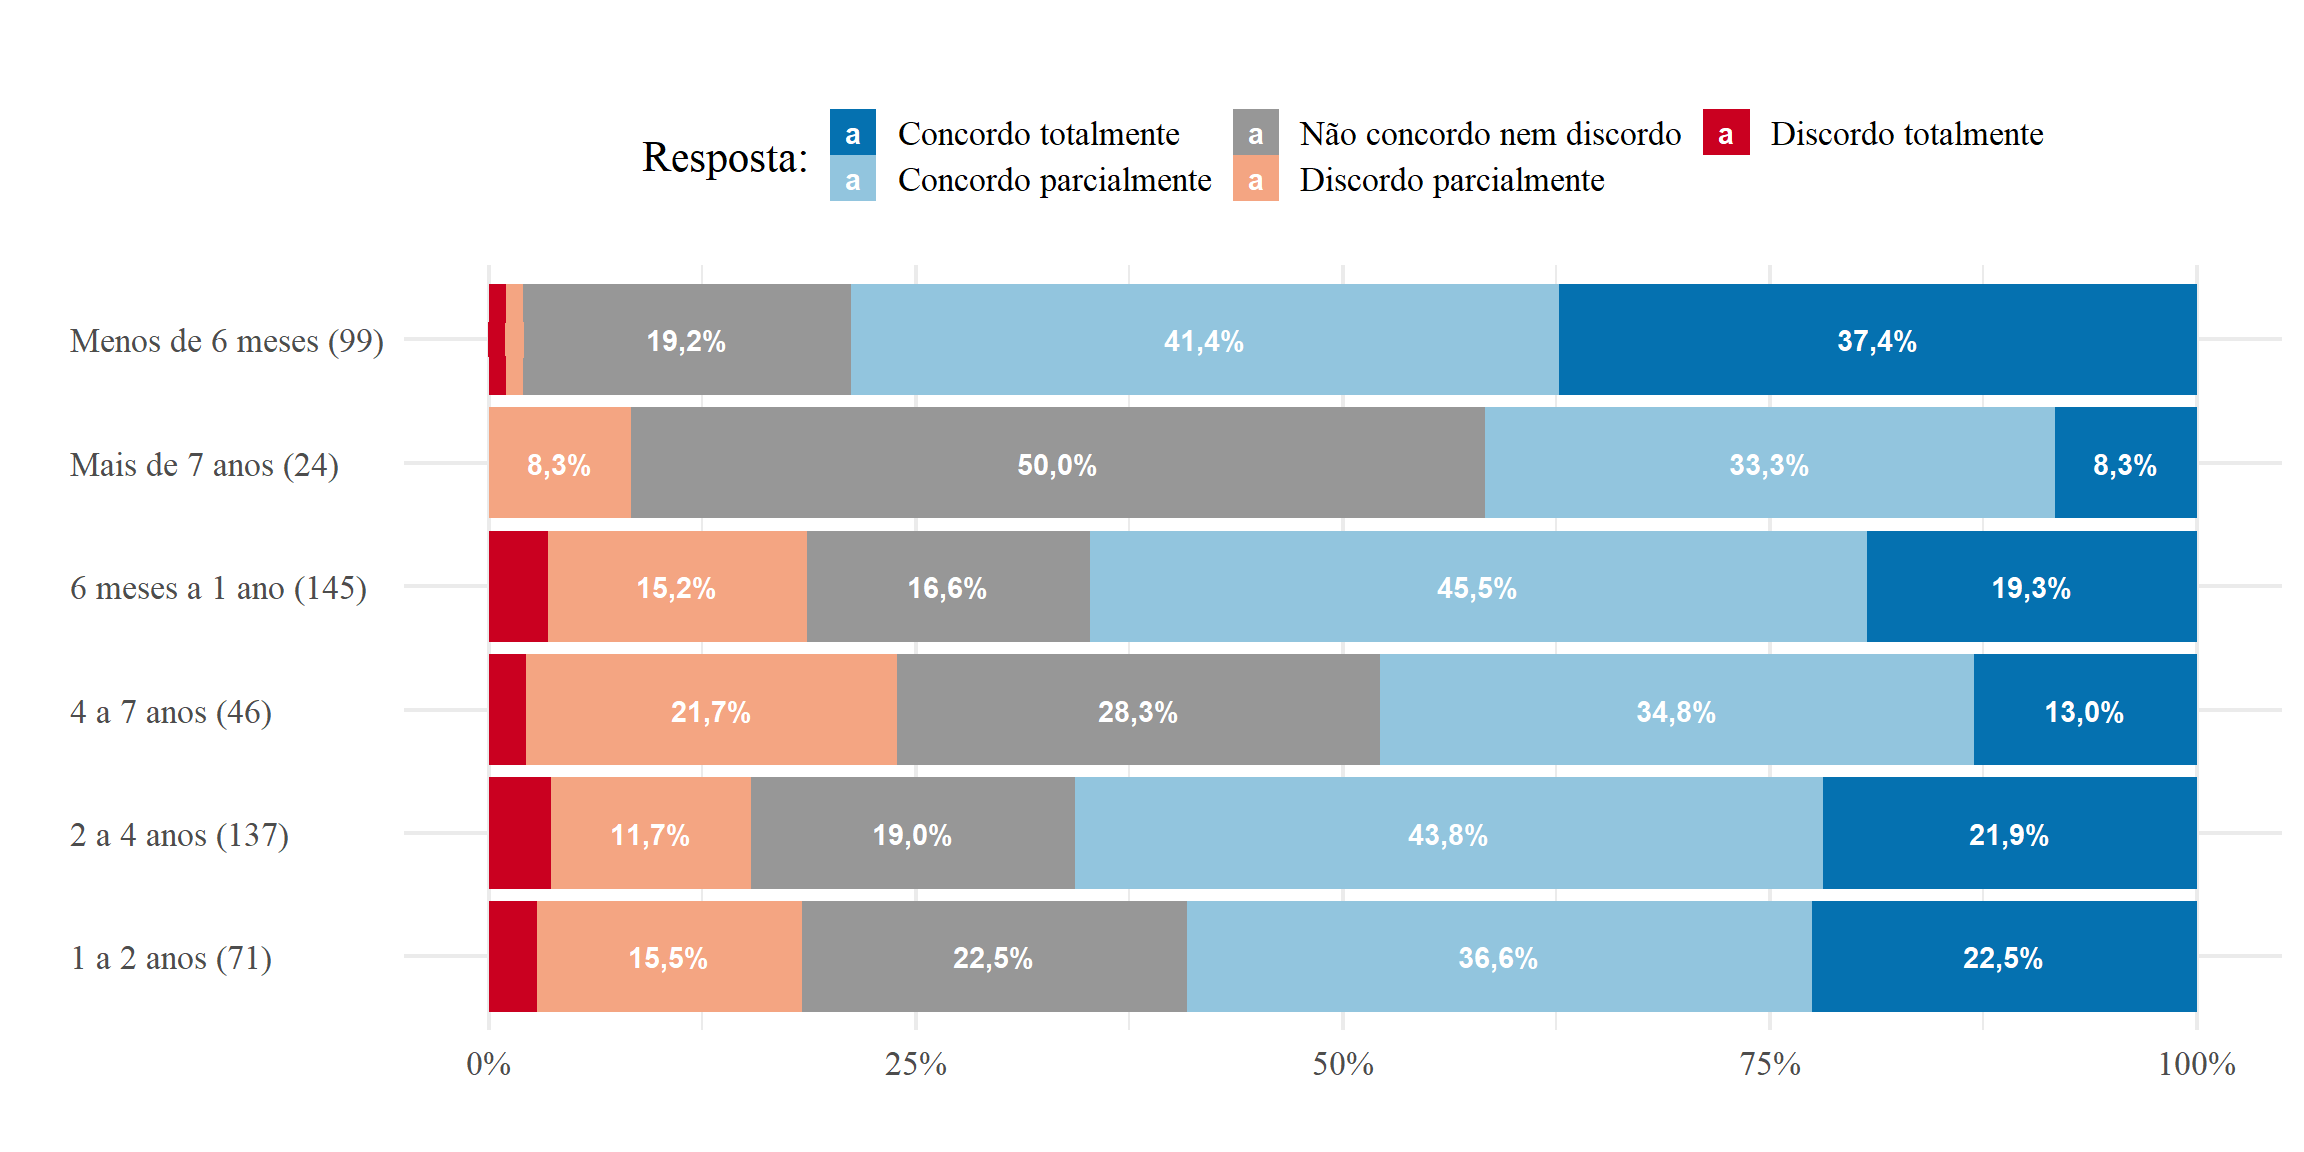 Resposta:
a Concordo totalmente
a Concordo parcialmente
a Não concordo nem discordo
a Discordo parcialmente
a Discordo totalmente
Menos de 6 meses (99) 19,2% 41,4% 37,4%
Mais de 7 anos (24) 8,3% 50,0% 33,3% 8,3%
6 meses a 1 ano (145) 15,2% 16,6% 45,5% 19,3%
4 a 7 anos (46) 21,7% 28,3% 34,8% 13,0%
2 a 4 anos (137) 11,7% 19,0% 43,8% 21,9%
1 a 2 anos (71) 15,5% 22,5% 36,6% 22,5%
0% 25% 50% 75% 100%